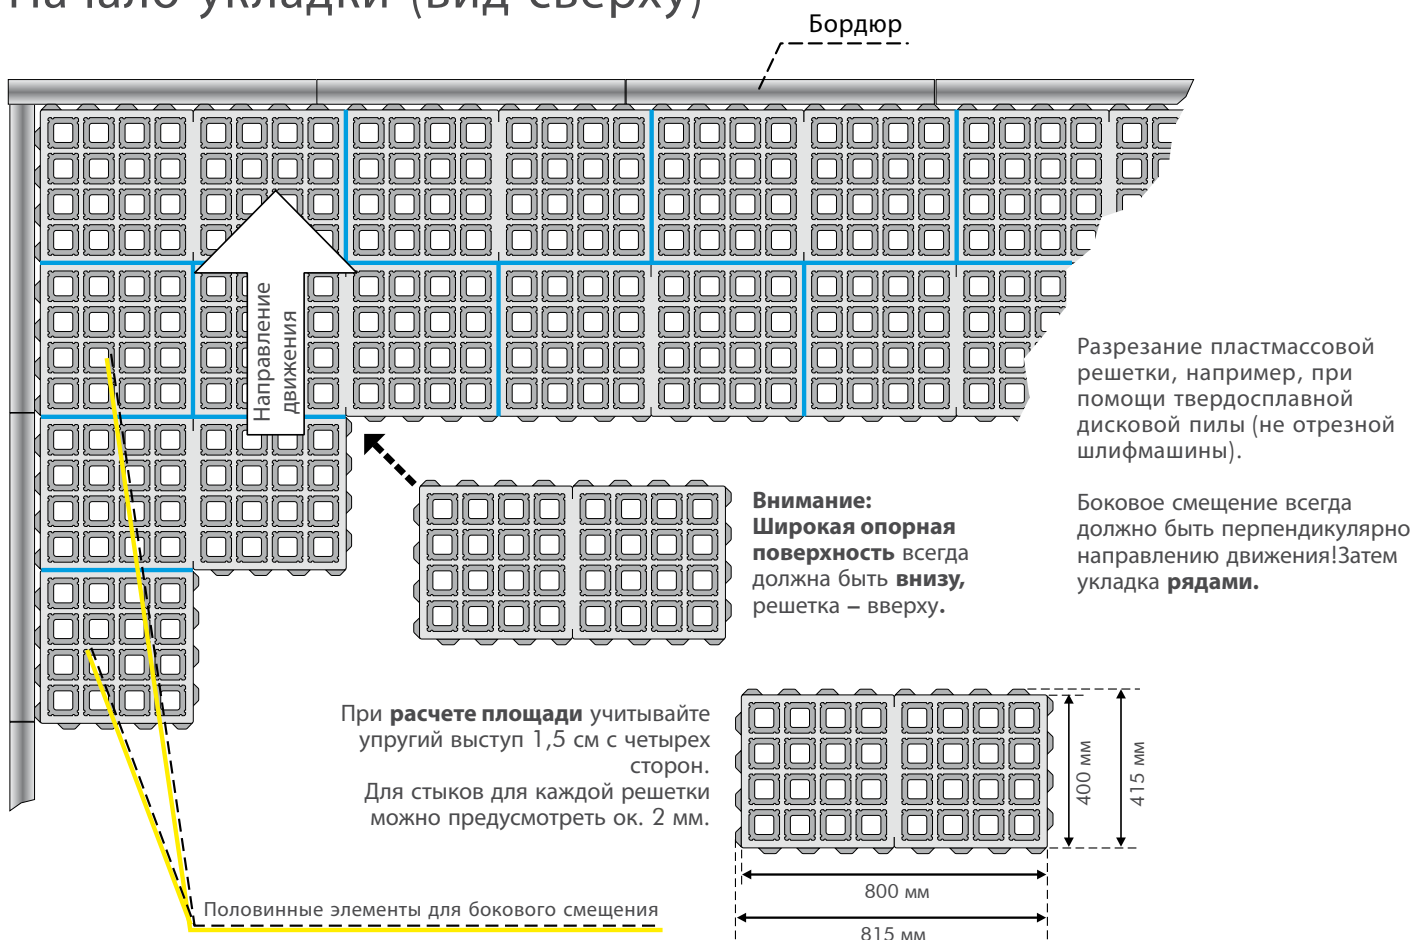 Начало укладки (вид сверху)
Бордюр
Направление
движения
Разрезание пластмассовой
решетки, например, при
помощи твердосплавной
дисковой пилы (не отрезной
шлифмашины).
Боковое смещение всегда
должно быть перпендикулярно
направлению движения!Затем
укладка рядами.
Внимание:
Широкая опорная
поверхность всегда
должна быть внизу,
решетка – вверху.
При расчете площади учитывайте
упругий выступ 1,5 см с четырех
сторон.
Для стыков для каждой решетки
можно предусмотреть ок. 2 мм.
400 мм
415 мм
800 мм
815 мм
Половинные элементы для бокового смещения